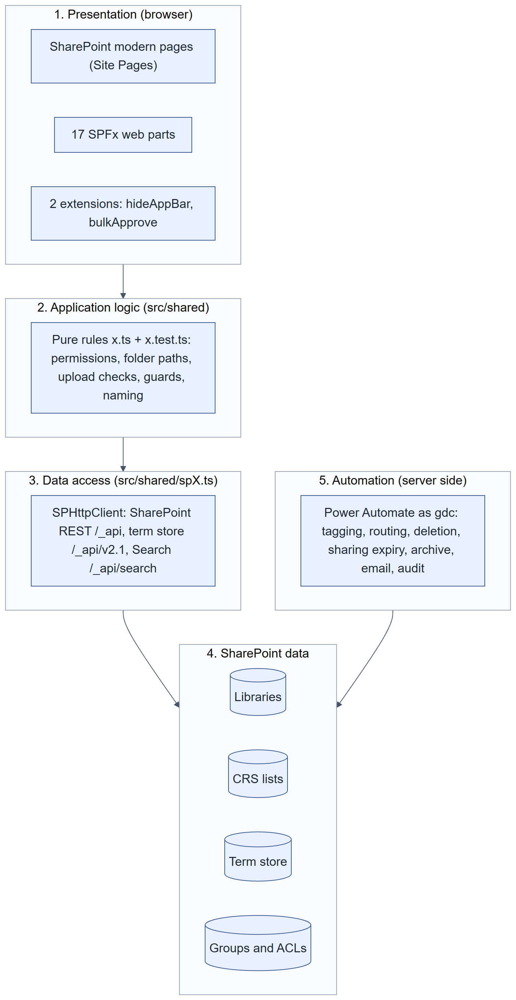 1. Presentation (browser)
SharePoint modern pages
(Site Pages)
17 SPFx web parts
2 extensions: hideAppBar,
bulkApprove
2. Application logic (src/shared)
Pure rules x.ts + x.test.ts:
permissions, folder paths,
upload checks, guards,
naming
3. Data access (src/shared/spX.ts)
SPHttpClient: SharePoint
REST /_api, term store
/_api/v2.1, Search
/_api/search
5. Automation (server side)
Power Automate as gdc:
tagging, routing, deletion,
sharing expiry, archive,
email, audit
4. SharePoint data
Libraries
CRS lists
Term store
Groups and ACLs